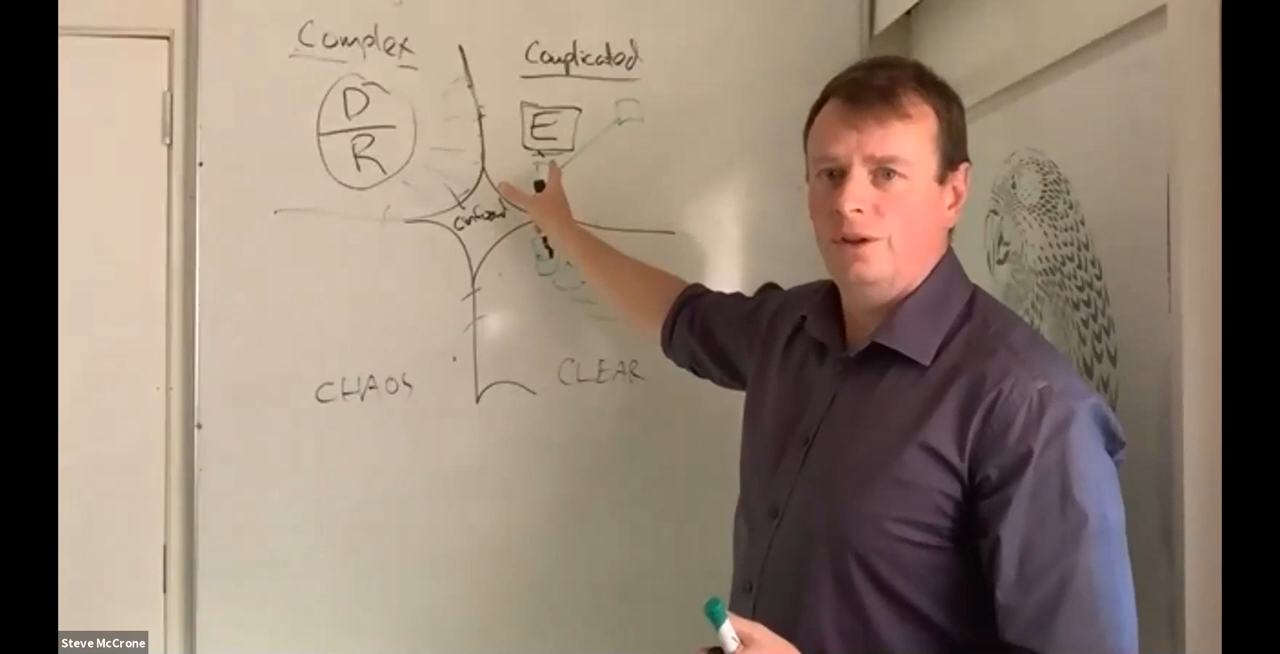 Complex
Complicated
D
R
E
confused
CHAOS
CLEAR
Steve McCrone